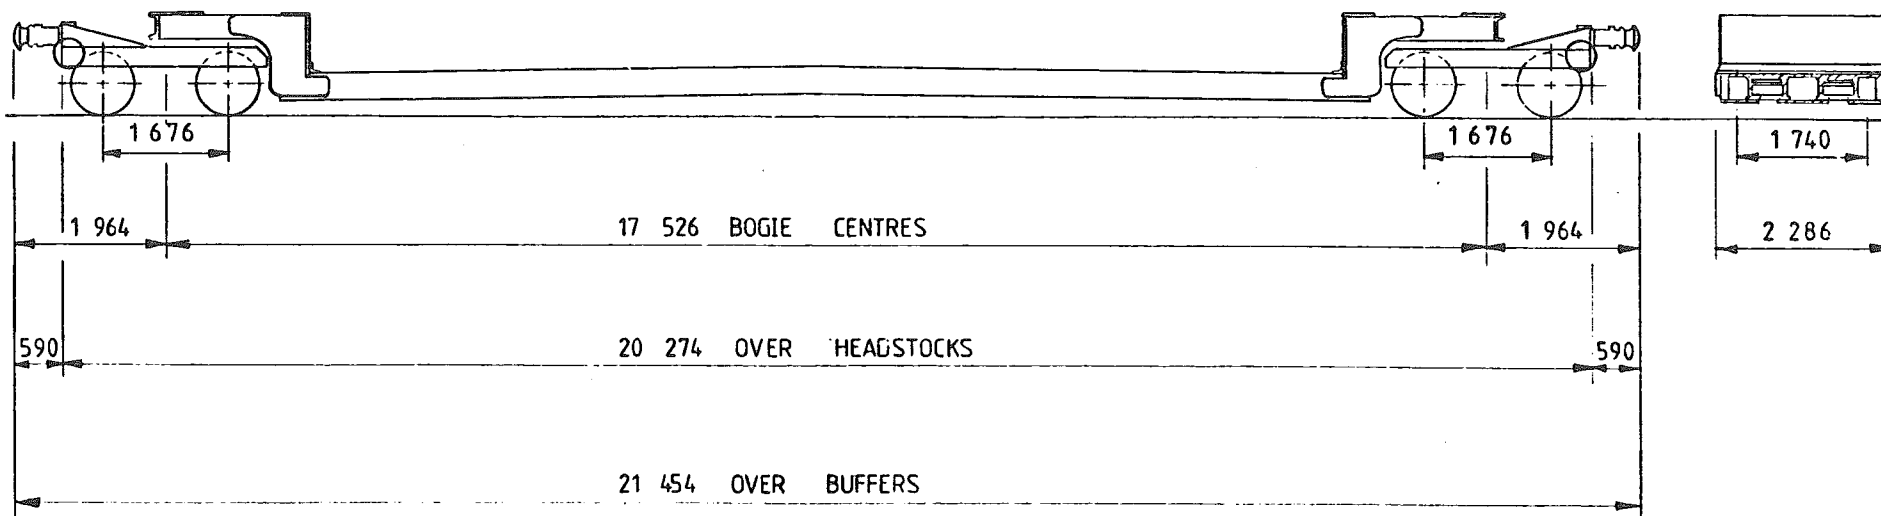 1 676
1 676
1 740
1 964
17 526 BOGIE CENTRES
1 964
2 286
590
20 274 OVER HEADSTOCKS
590
21 454 OVER BUFFERS